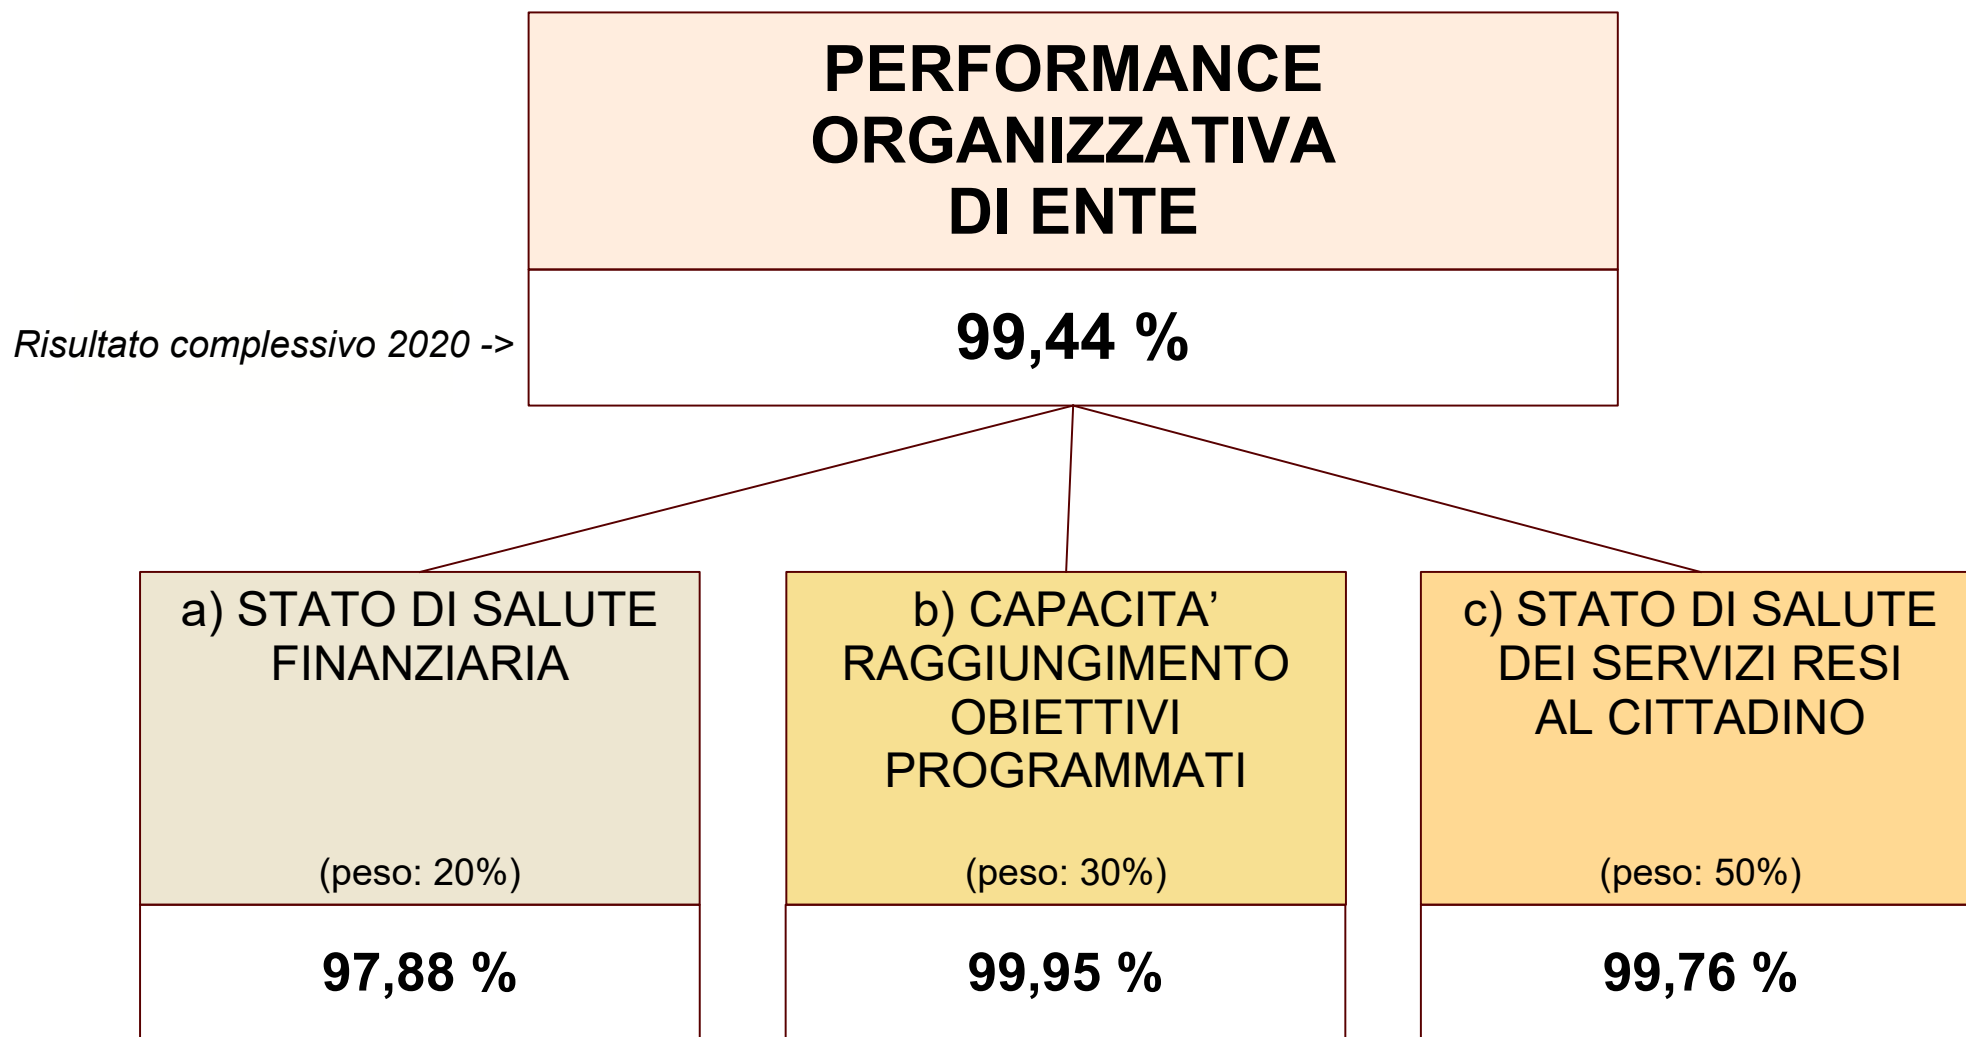 PERFORMANCE
ORGANIZZATIVA
DI ENTE
Risultato complessivo 2020 ->
99,44 %
a) STATO DI SALUTE
FINANZIARIA
(peso: 20%)
97,88 %
b) CAPACITA’
RAGGIUNGIMENTO
OBIETTIVI
PROGRAMMATI
(peso: 30%)
99,95 %
c) STATO DI SALUTE
DEI SERVIZI RESI
AL CITTADINO
(peso: 50%)
99,76 %